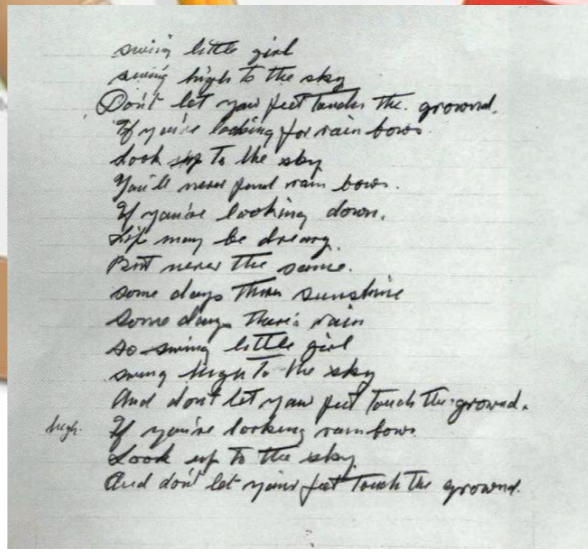 swing little girl
swing high to the sky
Don't let your feet touch the ground.
If you're looking for rain bows
Look up To the sky
You'll never find rain bows.
If you're looking down.
Life may be dreary.
But never the same.
some days there sunshine
Some days there's rain
so swing little girl
swing high to the sky
And don't let your feet touch the ground.
high. If you're looking rainbows
Look up to the sky
And don't let your feet Touch the ground.